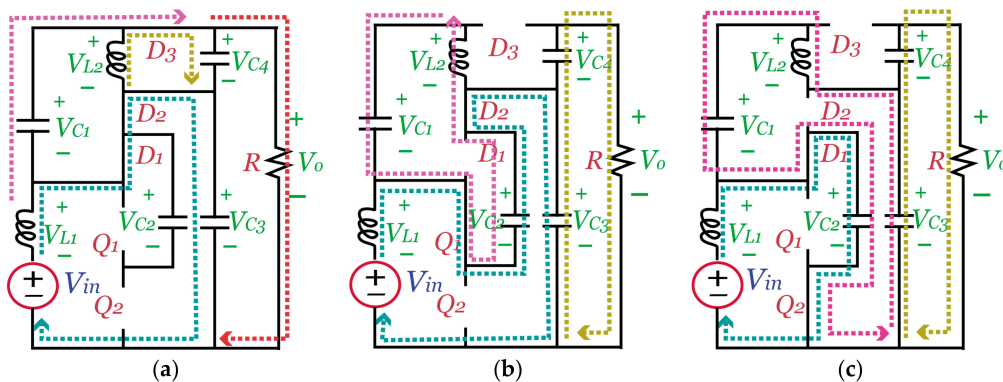 + V_L2 −
D_3
+ V_C4 −
+ V_C1 −
D_2
D_1
R
+ V_o −
+ V_L1 −
+ V_C2 −
+ V_C3 −
Q_1
+ − V_in
Q_2
(a)
+ V_L2 −
D_3
+ V_C4 −
+ V_C1 −
D_2
D_1
R
+ V_o −
+ V_L1 −
+ V_C2 −
+ V_C3 −
Q_1
+ − V_in
Q_2
(b)
+ V_L2 −
D_3
+ V_C4 −
+ V_C1 −
D_2
D_1
R
+ V_o −
+ V_L1 −
+ V_C2 −
+ V_C3 −
Q_1
+ − V_in
Q_2
(c)